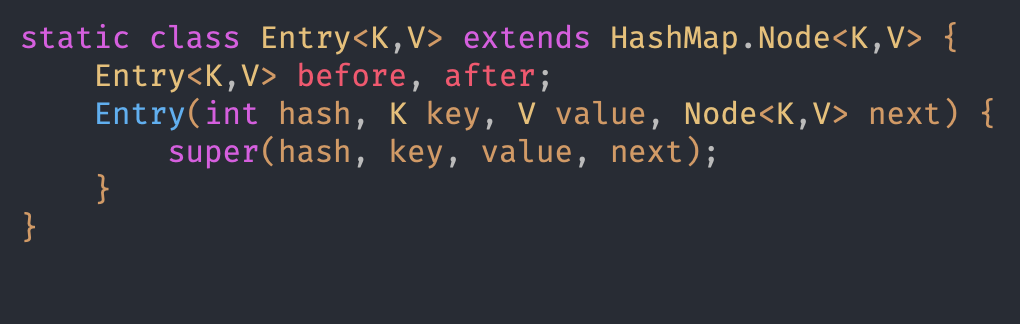 static class Entry<K,V> extends HashMap.Node<K,V> {
    Entry<K,V> before, after;
    Entry(int hash, K key, V value, Node<K,V> next) {
        super(hash, key, value, next);
    }
}